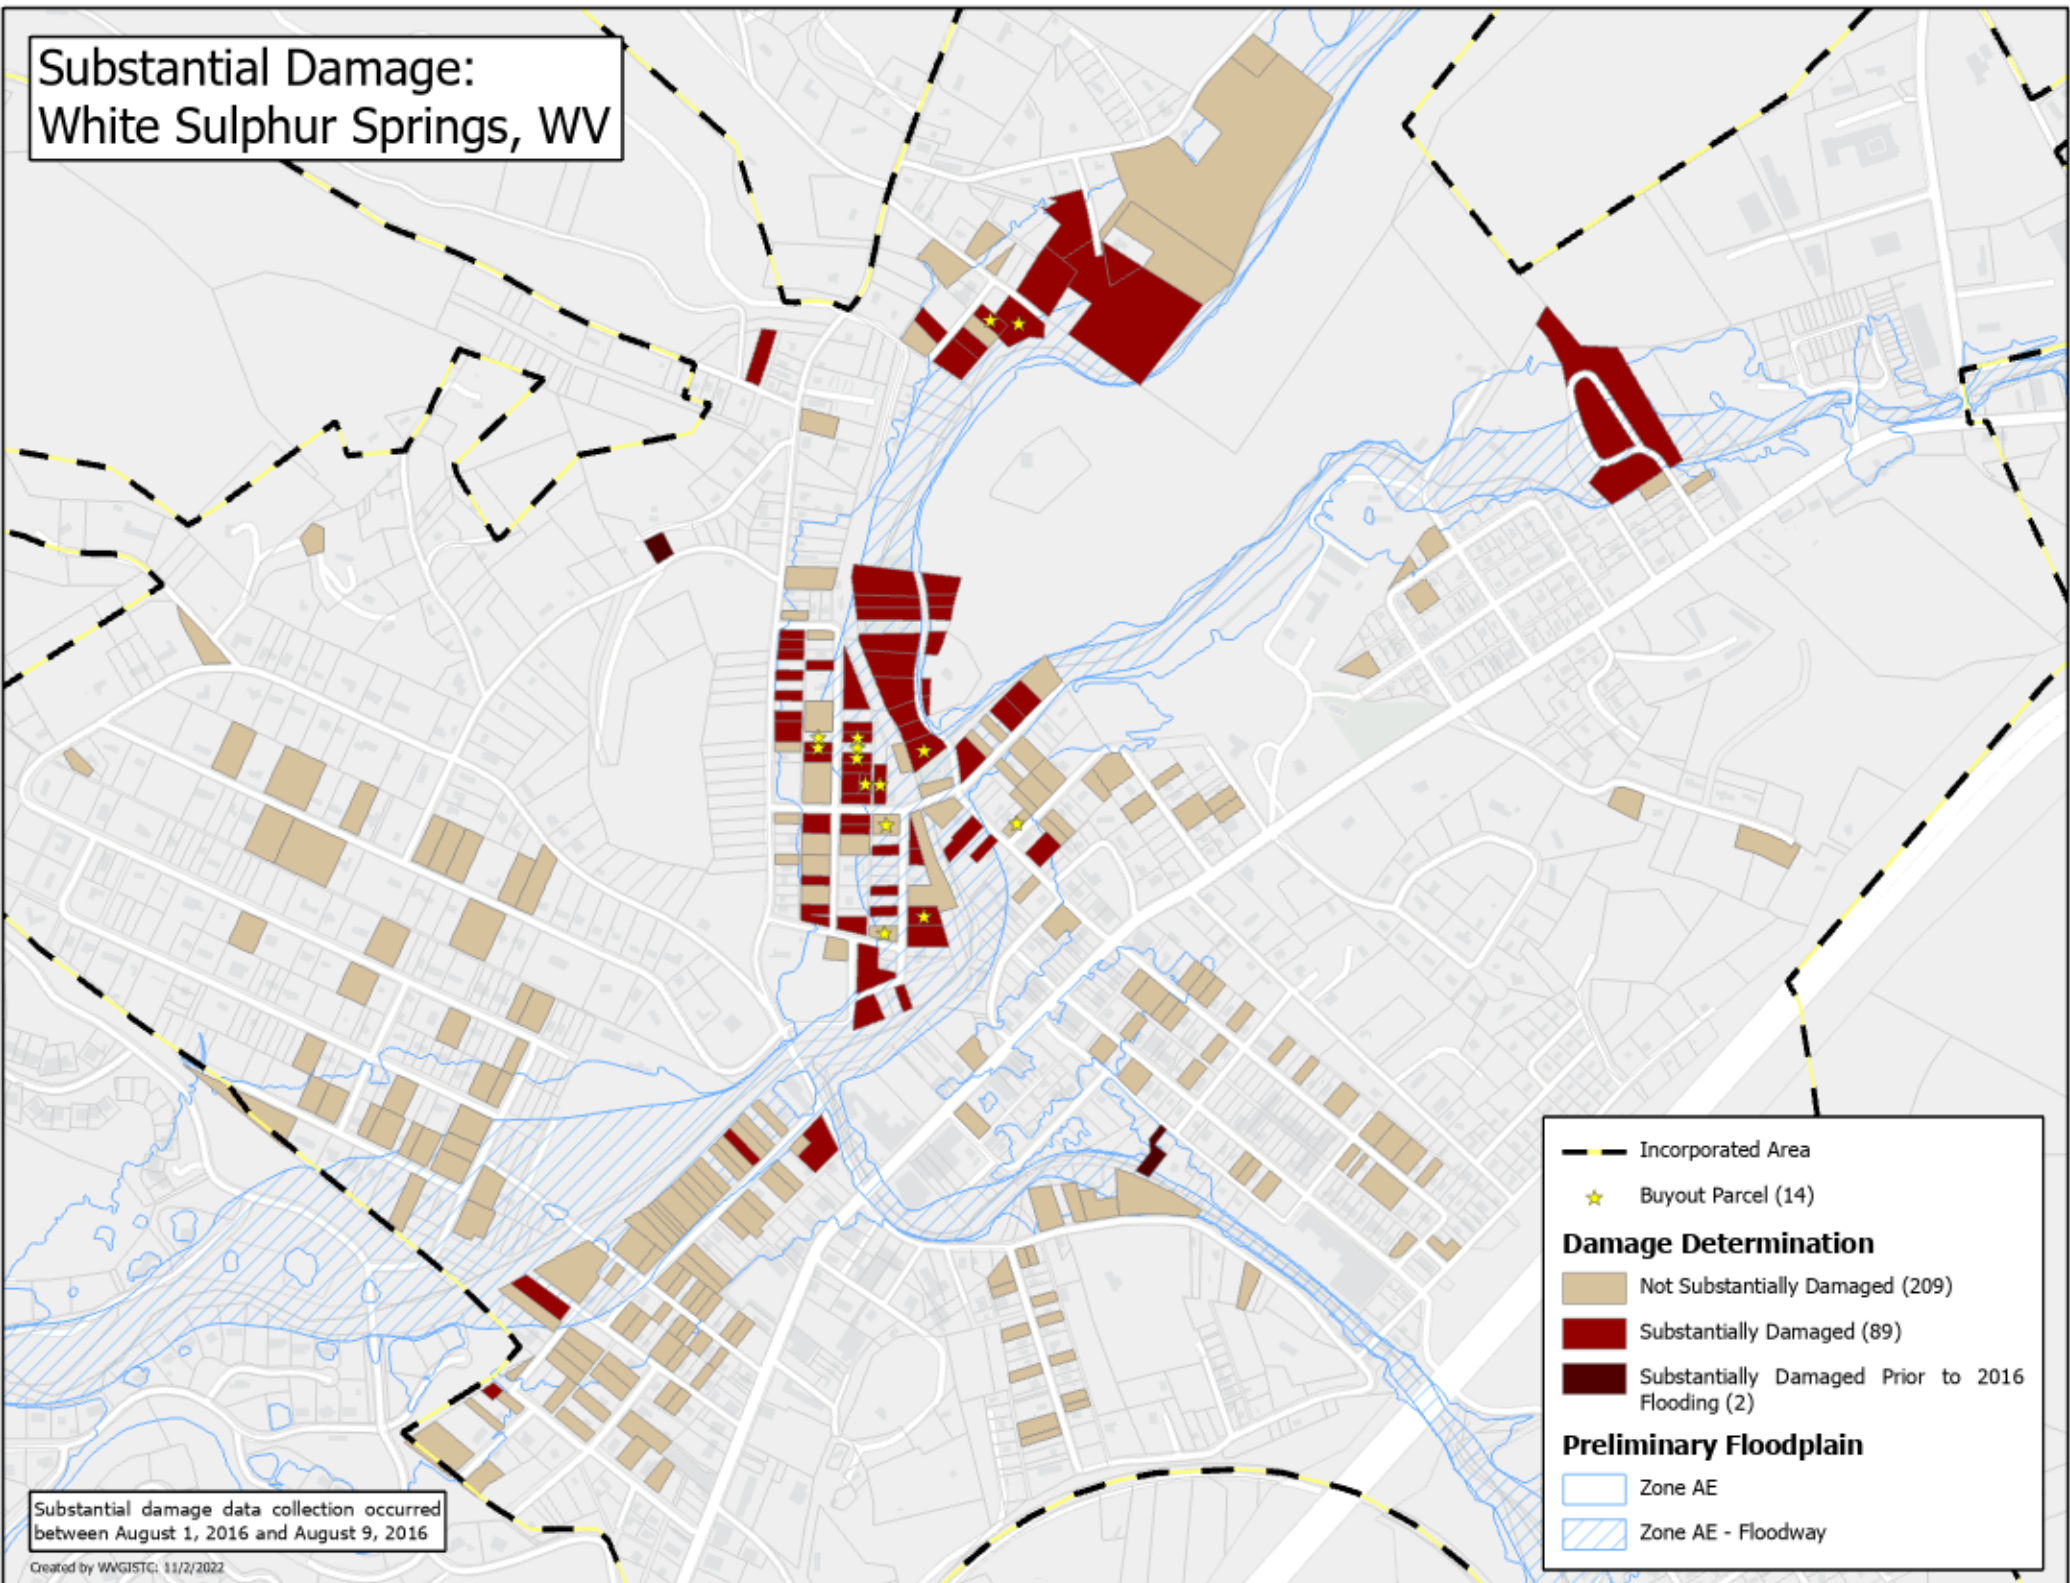 Substantial Damage:
White Sulphur Springs, WV
Incorporated Area
Buyout Parcel (14)
Damage Determination
Not Substantially Damaged (209)
Substantially Damaged (89)
Substantially Damaged Prior to 2016
Flooding (2)
Preliminary Floodplain
Zone AE
Zone AE - Floodway
Substantial damage data collection occurred
between August 1, 2016 and August 9, 2016
Created by WVGISTC: 11/2/2022